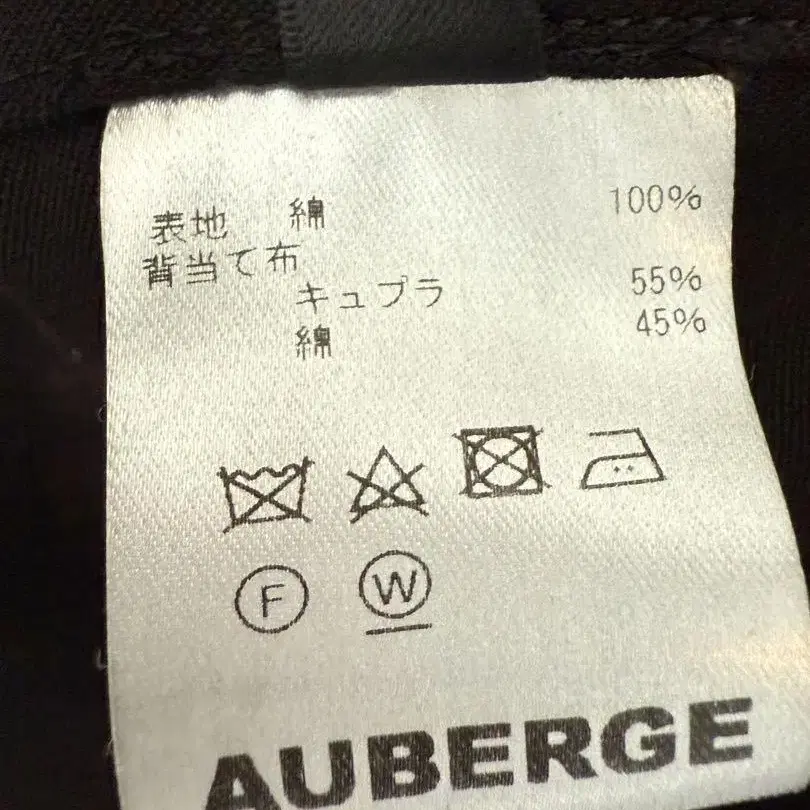 表地 綿 100%
背当て布
キュプラ 55%
綿 45%
F W
AUBERGE